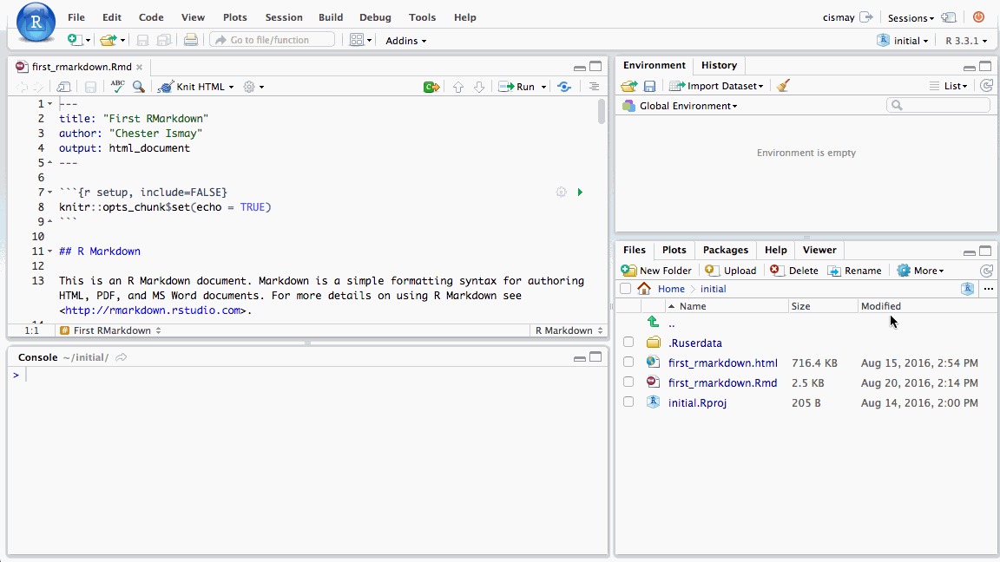 R
File Edit Code View Plots Session Build Debug Tools Help
cismay Sessions
Go to file/function Addins
initial R 3.3.1
first_rmarkdown.Rmd
ABC Knit HTML Run
1 ---
2 title: "First RMarkdown"
3 author: "Chester Ismay"
4 output: html_document
5 ---
6
7 ```{r setup, include=FALSE}
8 knitr::opts_chunk$set(echo = TRUE)
9 ```
10
11 ## R Markdown
12
13 This is an R Markdown document. Markdown is a simple formatting syntax for authoring
HTML, PDF, and MS Word documents. For more details on using R Markdown see
<http://rmarkdown.rstudio.com>.
1:1 # First RMarkdown R Markdown
Console ~/initial/
>
Environment History
Import Dataset List
Global Environment
Environment is empty
Files Plots Packages Help Viewer
New Folder Upload Delete Rename More
Home initial
Name Size Modified
..
.Ruserdata
first_rmarkdown.html 716.4 KB Aug 15, 2016, 2:54 PM
first_rmarkdown.Rmd 2.5 KB Aug 20, 2016, 2:14 PM
initial.Rproj 205 B Aug 14, 2016, 2:00 PM